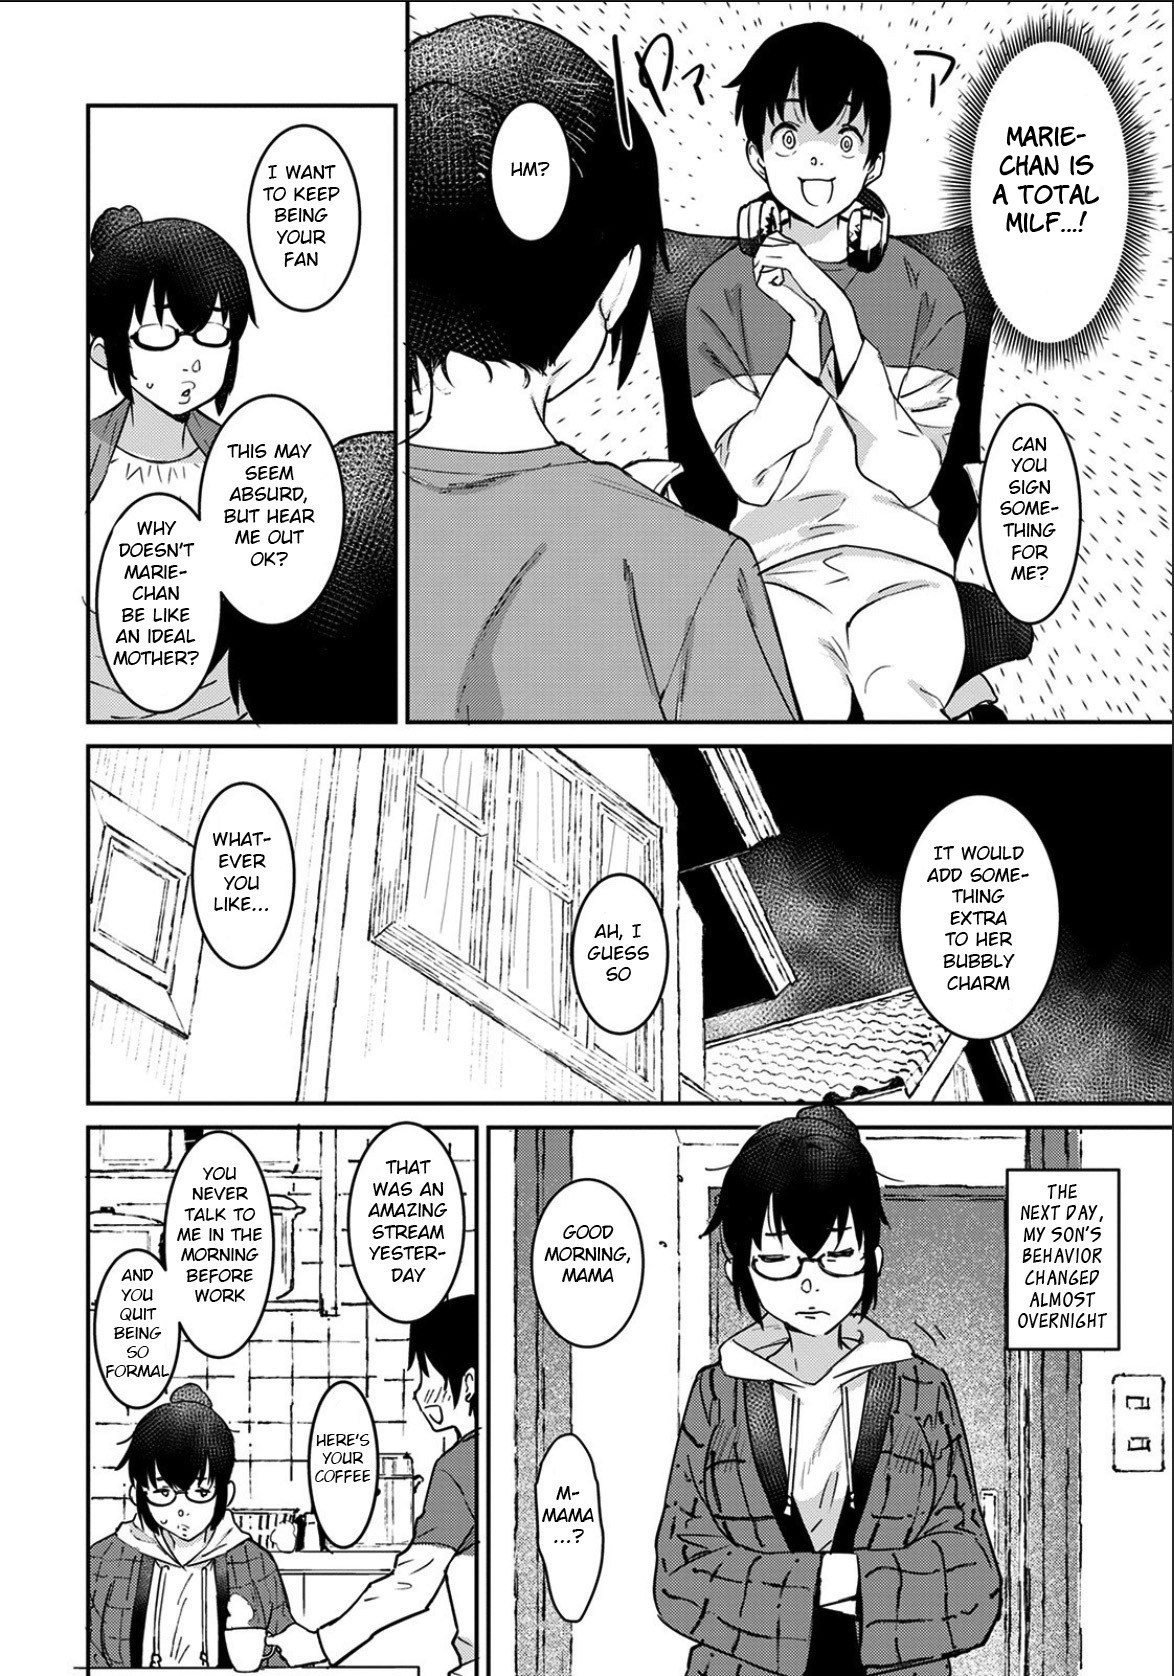 MARIE-
CHAN IS
A TOTAL
MILF...!
HM?
CAN
YOU
SIGN
SOME-
THING
FOR
ME?
I WANT
TO KEEP
BEING
YOUR
FAN
THIS MAY
SEEM
ABSURD,
BUT HEAR
ME OUT
OK?
WHY
DOESN'T
MARIE-
CHAN
BE LIKE
AN IDEAL
MOTHER?
IT WOULD
ADD SOME-
THING
EXTRA
TO HER
BUBBLY
CHARM
AH, I
GUESS
SO
WHAT-
EVER
YOU
LIKE...
THE
NEXT DAY,
MY SON'S
BEHAVIOR
CHANGED
ALMOST
OVERNIGHT
GOOD
MORNING,
MAMA
M-
MAMA
...?
THAT
WAS AN
AMAZING
STREAM
YESTER-
DAY
YOU
NEVER
TALK TO
ME IN THE
MORNING
BEFORE
WORK
AND
YOU
QUIT
BEING
SO
FORMAL
HERE'S
YOUR
COFFEE